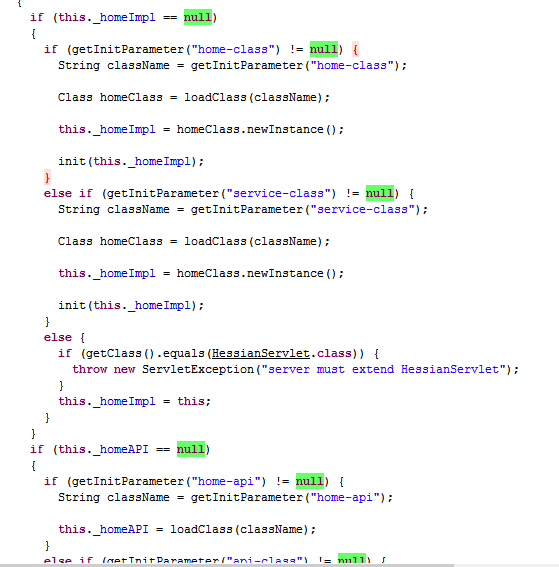 {
if (this._homeImpl == null)
{
if (getInitParameter("home-class") != null) {
String className = getInitParameter("home-class");
Class homeClass = loadClass(className);
this._homeImpl = homeClass.newInstance();
init(this._homeImpl);
}
else if (getInitParameter("service-class") != null) {
String className = getInitParameter("service-class");
Class homeClass = loadClass(className);
this._homeImpl = homeClass.newInstance();
init(this._homeImpl);
}
else {
if (getClass().equals(HessianServlet.class)) {
throw new ServletException("server must extend HessianServlet");
}
this._homeImpl = this;
}
}
if (this._homeAPI == null)
{
if (getInitParameter("home-api") != null) {
String className = getInitParameter("home-api");
this._homeAPI = loadClass(className);
}
else if (getInitParameter("api-class") != null) {